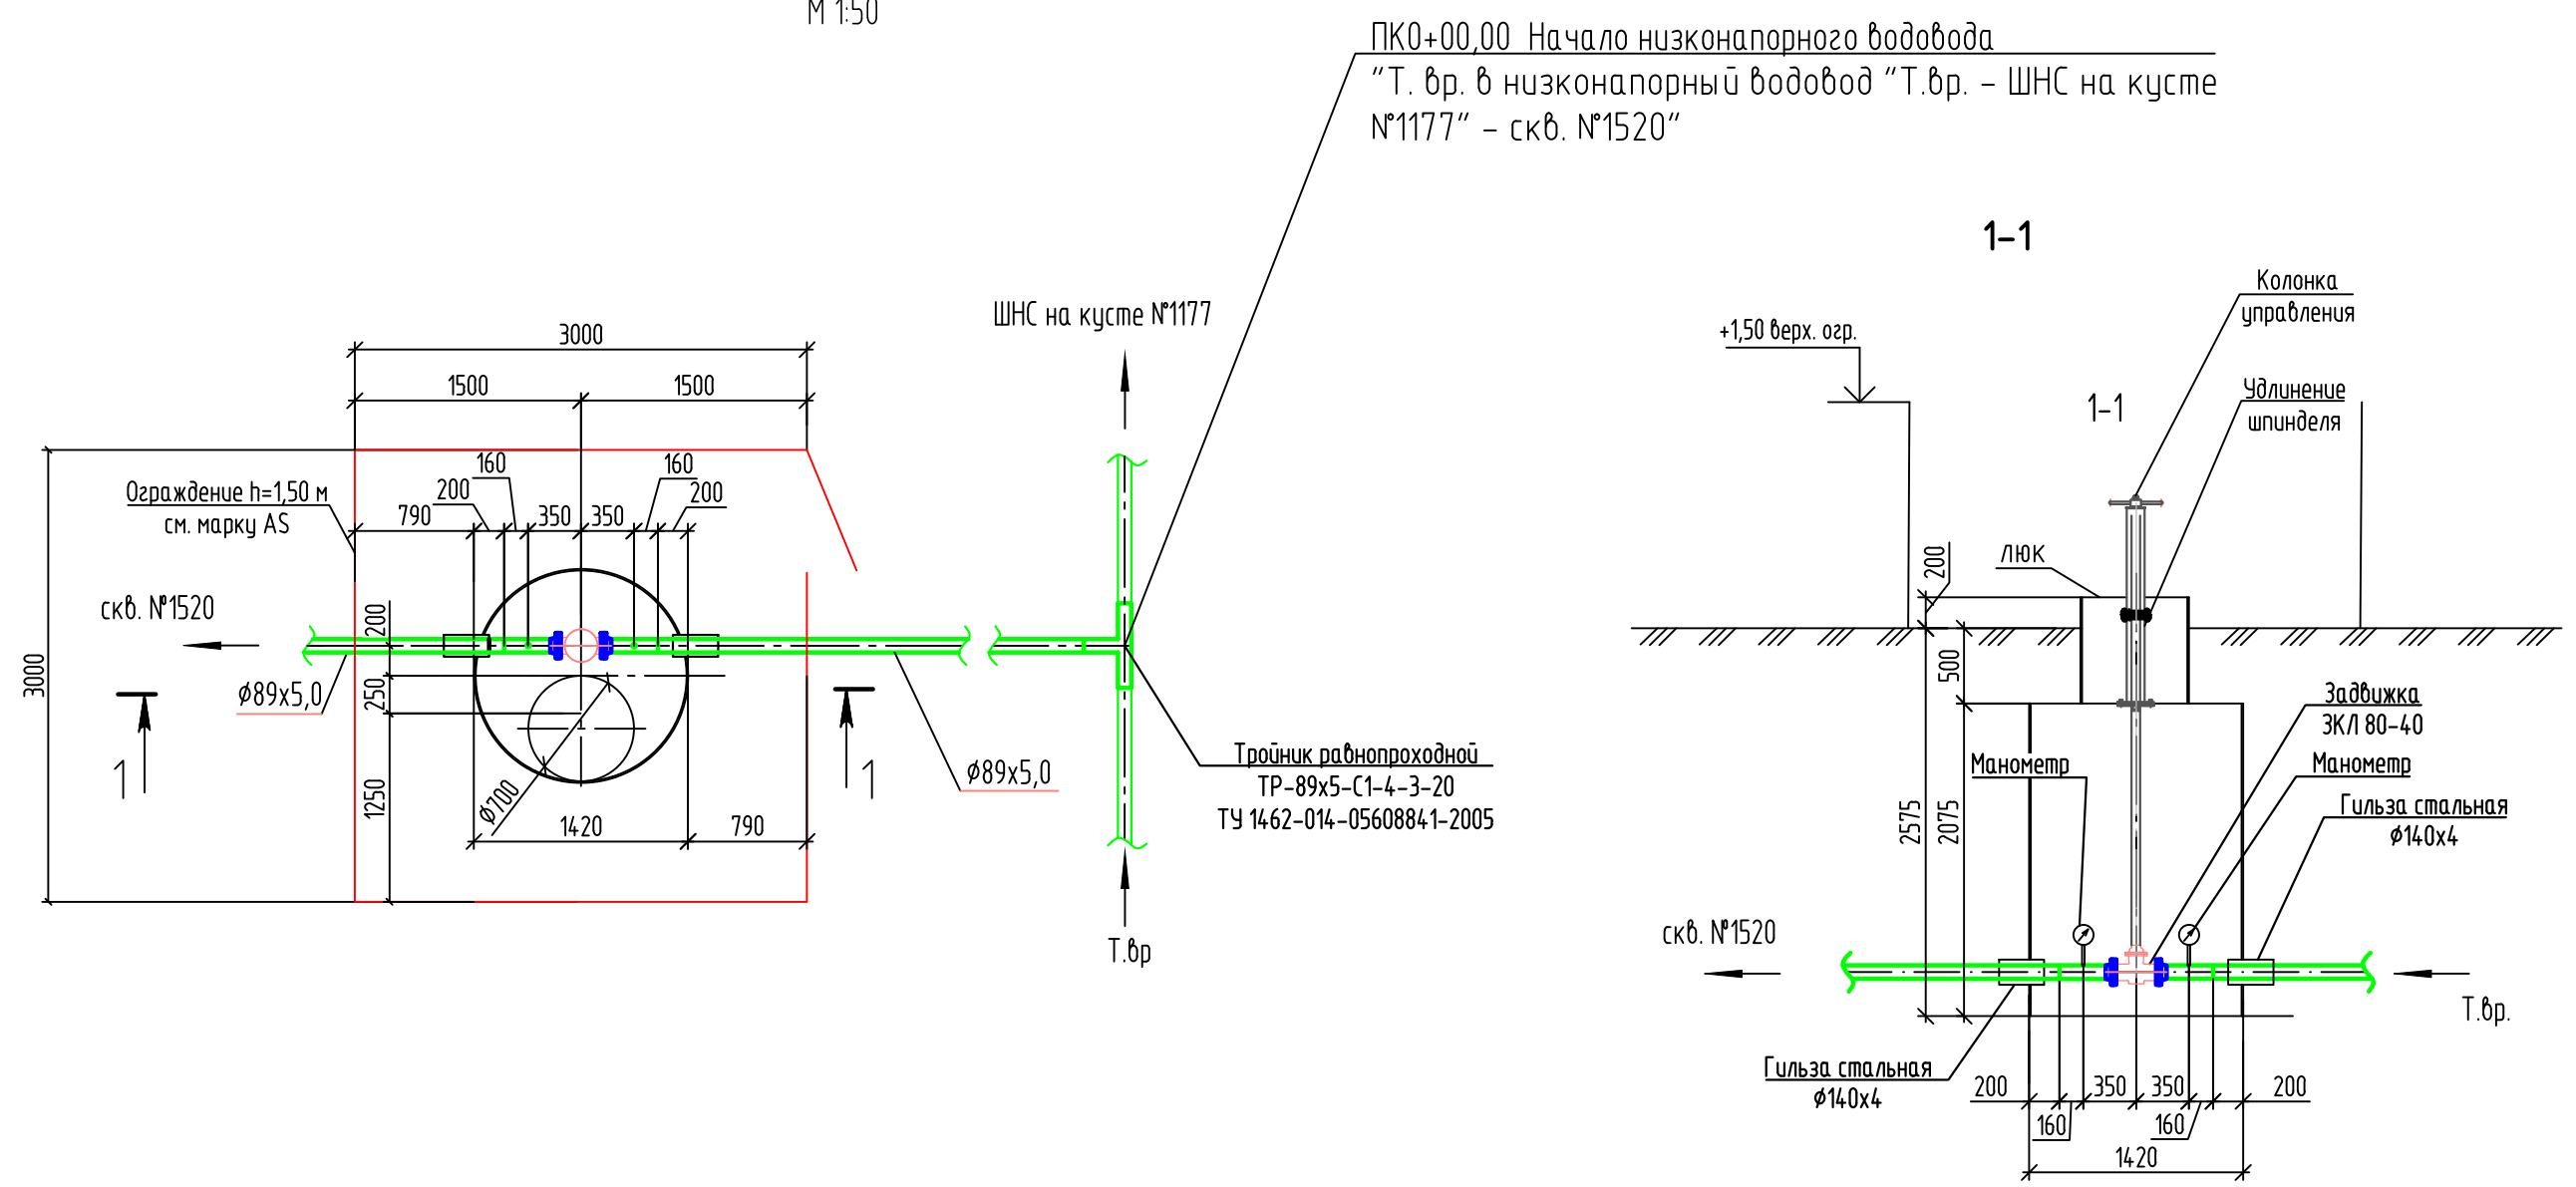 М 1:50
ПК0+00,00 Начало низконапорного водовода
"Т. вр. в низконапорный водовод "Т.вр. – ШНС на кусте
№1177" – скв. №1520"
1-1
ШНС на кусте №1177
3000
1500
1500
160
160
200
200
790
350
350
Ограждение h=1,50 м
см. марку AS
скв. №1520
200
3000
250
ϕ89х5,0
1
1250
ϕ700
1420
790
1
ϕ89х5,0
Тройник равнопроходной
ТР-89х5-С1-4-3-20
ТУ 1462-014-05608841-2005
Т.вр
Колонка
управления
+1,50 верх. огр.
1-1
Удлинение
шпинделя
200
люк
500
Задвижка
ЗКЛ 80-40
Манометр
Манометр
Гильза стальная
ϕ140х4
2575
2075
скв. №1520
Т.вр.
Гильза стальная
ϕ140х4
200
350
350
200
160
160
1420